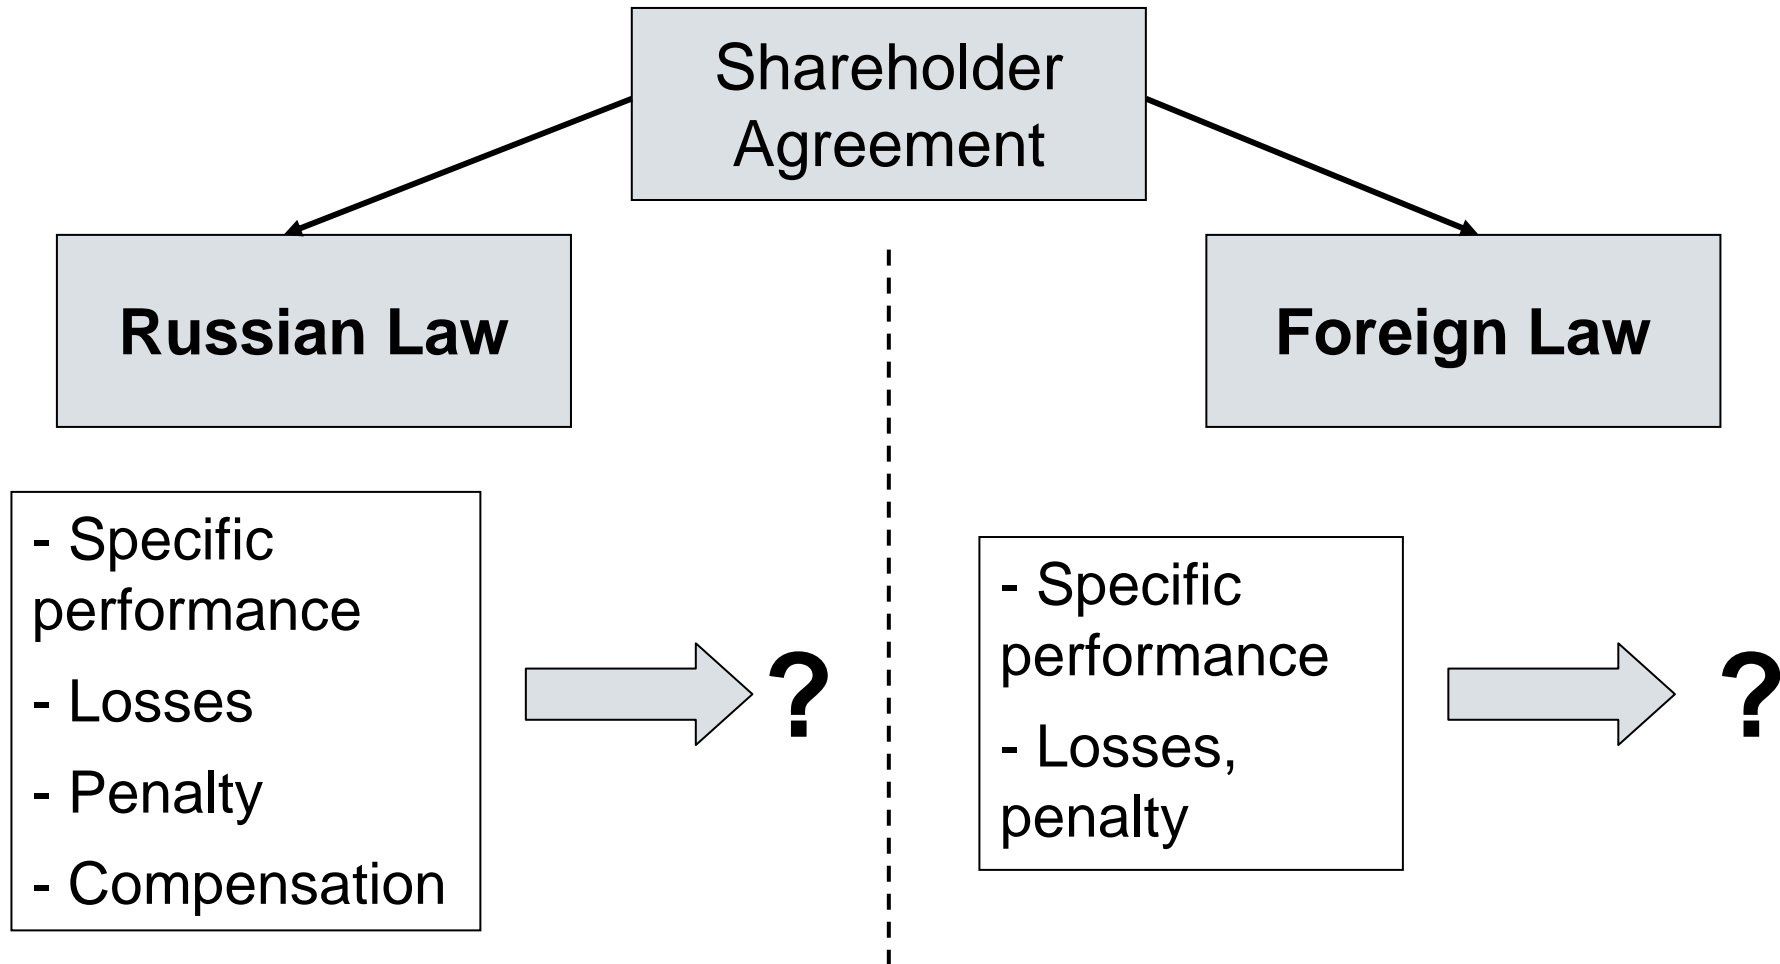 Shareholder
Agreement
Russian Law
Foreign Law
- Specific
performance
- Losses
- Penalty
- Compensation
?
- Specific
performance
- Losses,
penalty
?